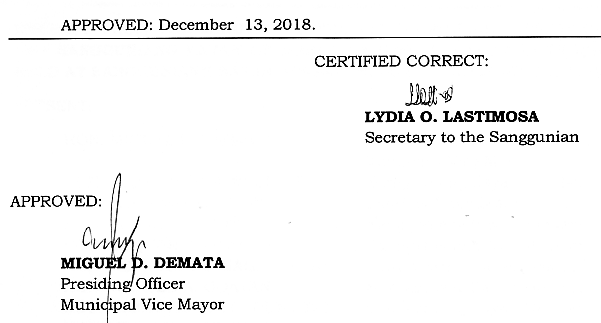 APPROVED: December 13, 2018.
CERTIFIED CORRECT:
LYDIA O. LASTIMOSA
Secretary to the Sanggunian
APPROVED:
MIGUEL D. DEMATA
Presiding Officer
Municipal Vice Mayor